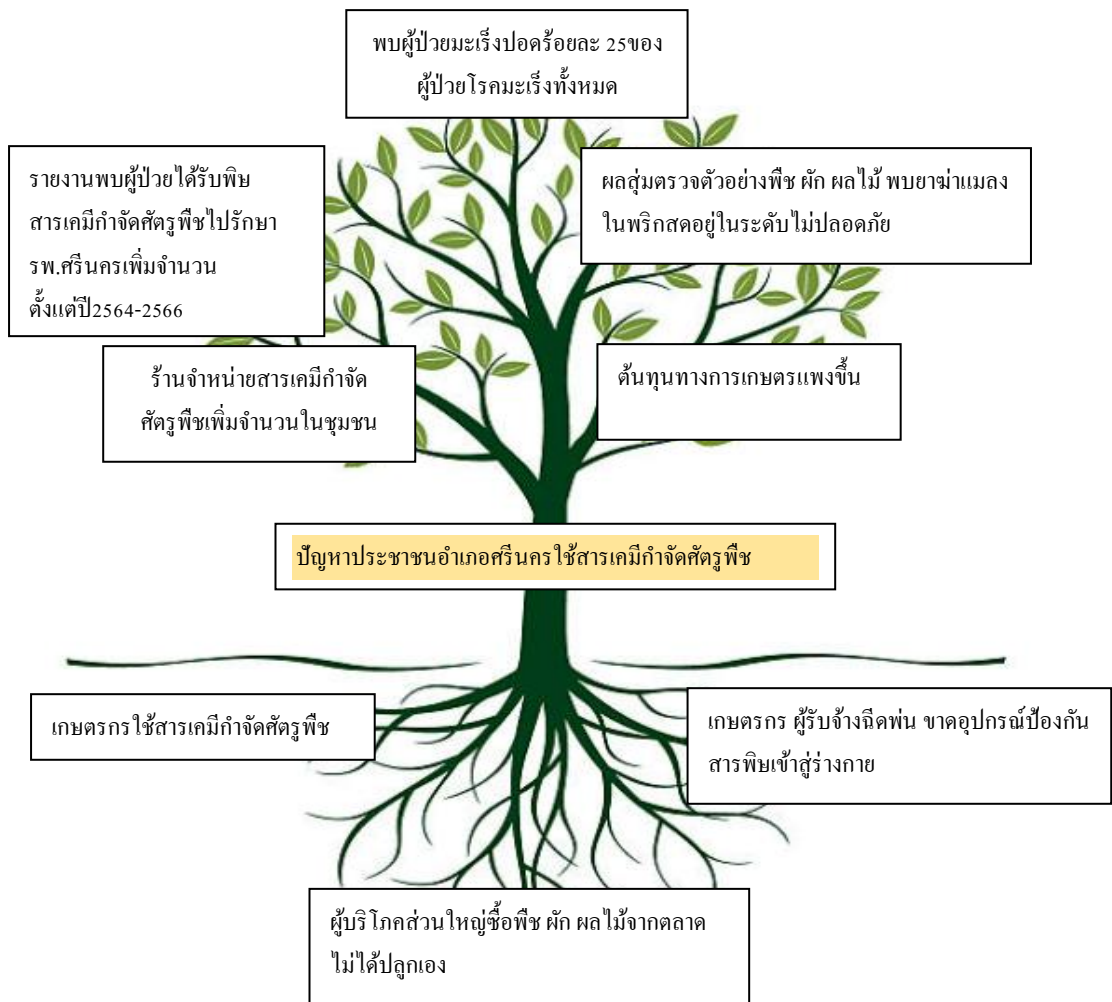 พบผู้ป่วยมะเร็งปอดร้อยละ 25ของ
ผู้ป่วยโรคมะเร็งทั้งหมด
รายงานพบผู้ป่วยได้รับพิษ
สารเคมีกำจัดศัตรูพืชไปรักษา
รพ.ศรีนครเพิ่มจำนวน
ตั้งแต่ปี2564-2566
ผลสุ่มตรวจตัวอย่างพืช ผัก ผลไม้ พบยาฆ่าแมลง
ในพริกสดอยู่ในระดับไม่ปลอดภัย
ร้านจำหน่ายสารเคมีกำจัด
ศัตรูพืชเพิ่มจำนวนในชุมชน
ต้นทุนทางการเกษตรแพงขึ้น
ปัญหาประชาชนอำเภอศรีนครใช้สารเคมีกำจัดศัตรูพืช
เกษตรกรใช้สารเคมีกำจัดศัตรูพืช
เกษตรกร ผู้รับจ้างฉีดพ่น ขาดอุปกรณ์ป้องกัน
สารพิษเข้าสู่ร่างกาย
ผู้บริโภคส่วนใหญ่ซื้อพืช ผัก ผลไม้จากตลาด
ไม่ได้ปลูกเอง